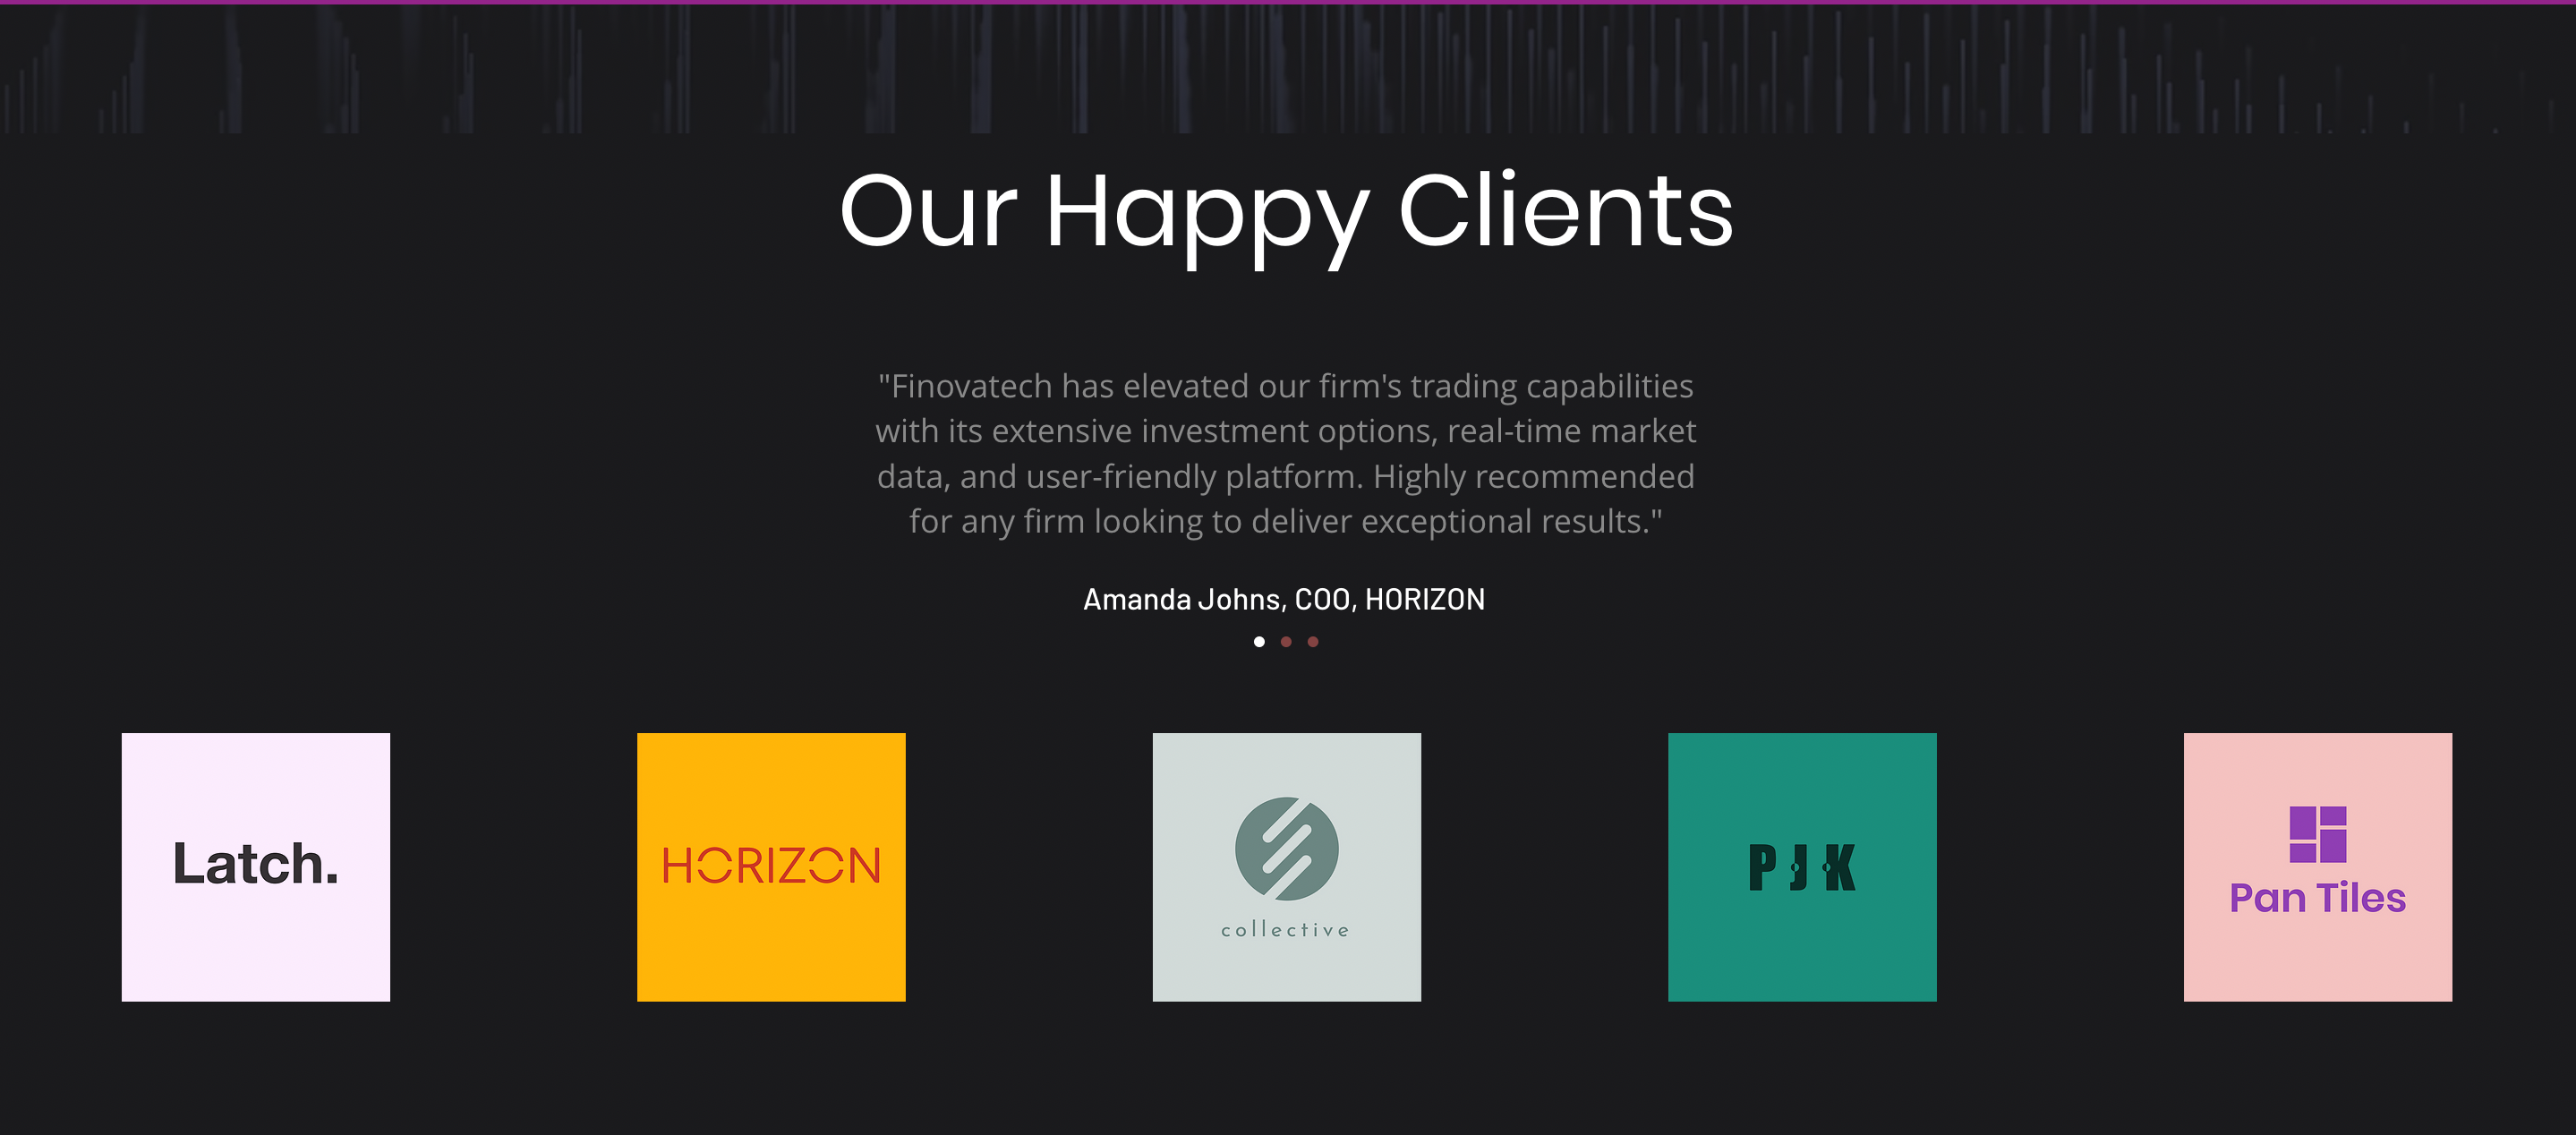 Our Happy Clients
"Finovatech has elevated our firm's trading capabilities
with its extensive investment options, real-time market
data, and user-friendly platform. Highly recommended
for any firm looking to deliver exceptional results."
Amanda Johns, COO, HORIZON
Latch.
HORIZON
collective
PJK
Pan Tiles